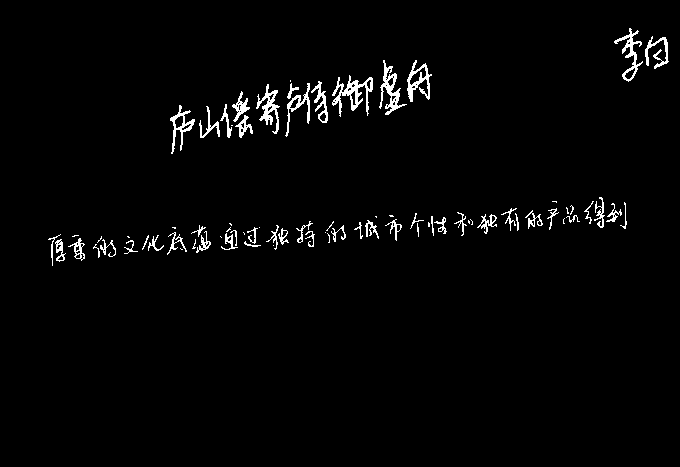 庐山谣寄卢侍御虚舟
李白
厚重的文化底蕴通过独特的城市个性和独有的产品得到